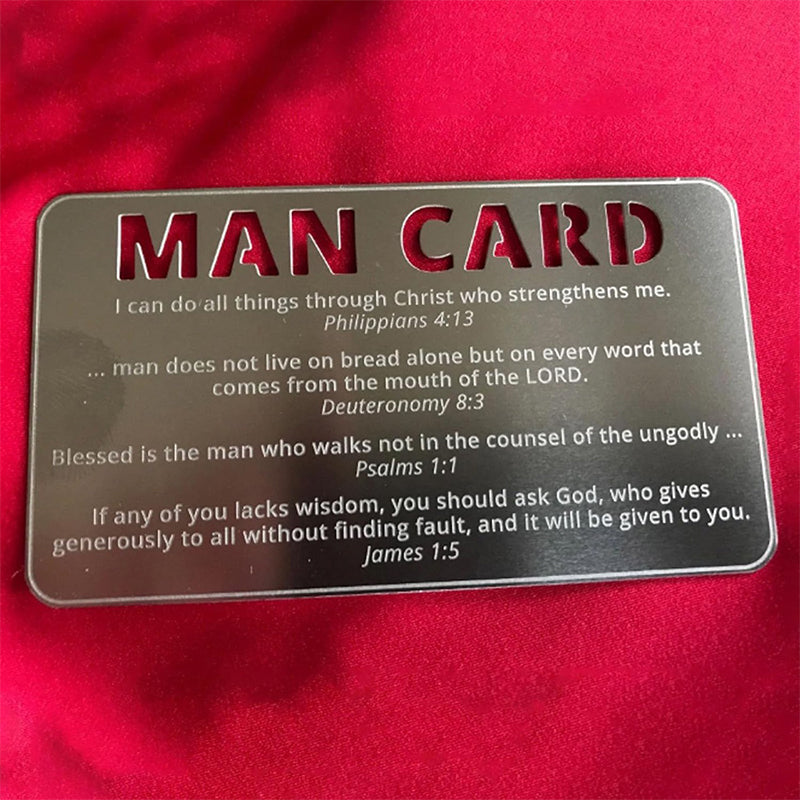 MAN CARD
I can do all things through Christ who strengthens me.
Philippians 4:13
... man does not live on bread alone but on every word that
comes from the mouth of the LORD.
Deuteronomy 8:3
Blessed is the man who walks not in the counsel of the ungodly ...
Psalms 1:1
If any of you lacks wisdom, you should ask God, who gives
generously to all without finding fault, and it will be given to you.
James 1:5